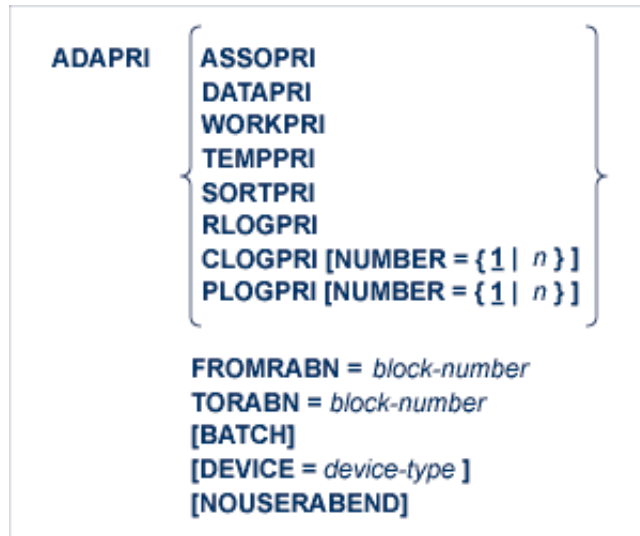 ADAPRI ASSOPRI
DATAPRI
WORKPRI
TEMPPRI
SORTPRI
RLOGPRI
CLOGPRI [NUMBER = { 1 | n } ]
PLOGPRI [NUMBER = { 1 | n } ]
FROMRABN = block-number
TORABN = block-number
[BATCH]
[DEVICE = device-type ]
[NOUSERABEND]